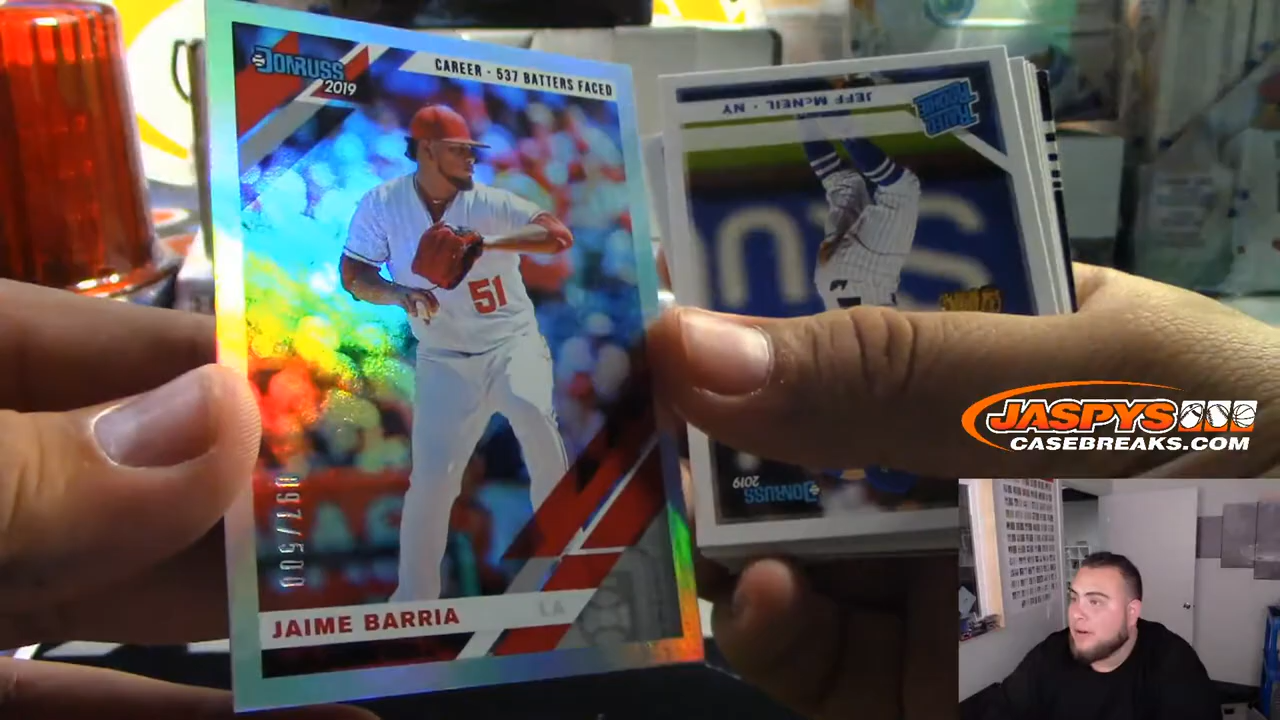 DONRUSS
2019
CAREER - 537 BATTERS FACED
51
097/500
JAIME BARRIA
LA
JEFF McNEIL · NY
RATED ROOKIE
DONRUSS
2019
JASPYS
CASEBREAKS.COM